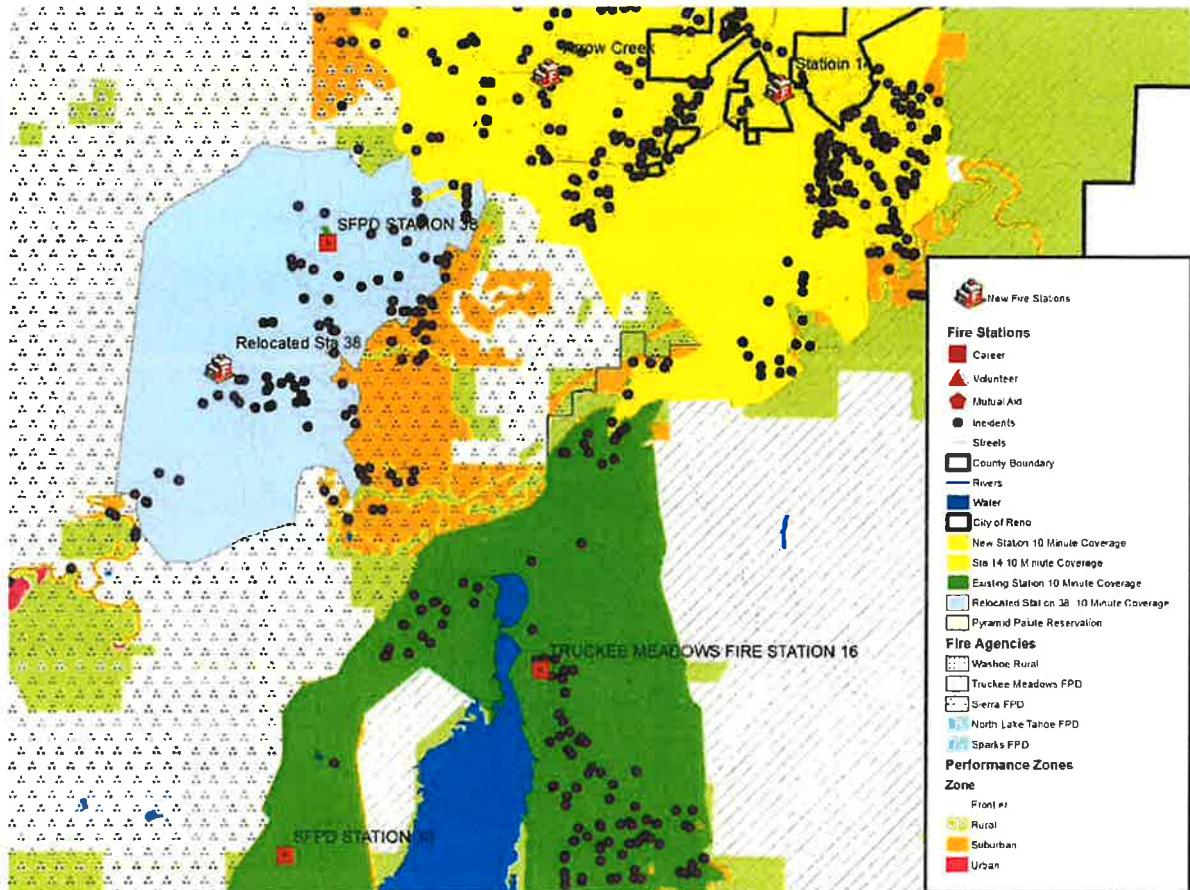 Arrow Creek
Statioin 14
SFPD STATION 38
Relocated Sta 38
TRUCKEE MEADOWS FIRE STATION 16
SFPD STATION
New Fire Stations
Fire Stations
Career
Volunteer
Mutual Aid
Incidents
Streets
County Boundary
Rivers
Water
City of Reno
New Station 10 Minute Coverage
Sta 14 10 Minute Coverage
Existing Station 10 Minute Coverage
Relocated Station 38 10 Minute Coverage
Pyramid Paiute Reservation
Fire Agencies
Washoe Rural
Truckee Meadows FPD
Sierra FPD
North Lake Tahoe FPD
Sparks FPD
Performance Zones
Zone
Frontier
Rural
Suburban
Urban